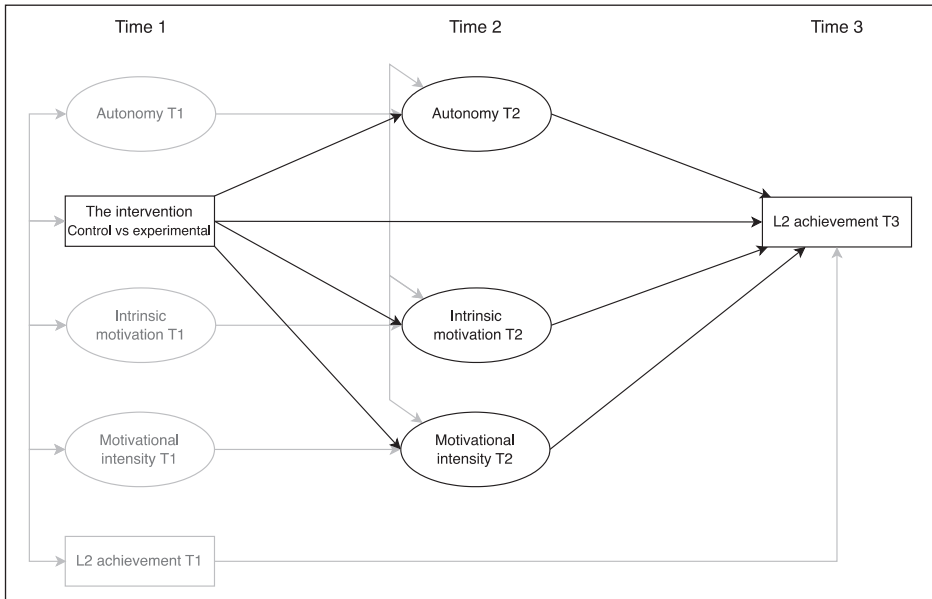 Time 1
Time 2
Time 3
Autonomy T1
Autonomy T2
The intervention
Control vs experimental
L2 achievement T3
Intrinsic
motivation T1
Intrinsic
motivation T2
Motivational
intensity T1
Motivational
intensity T2
L2 achievement T1